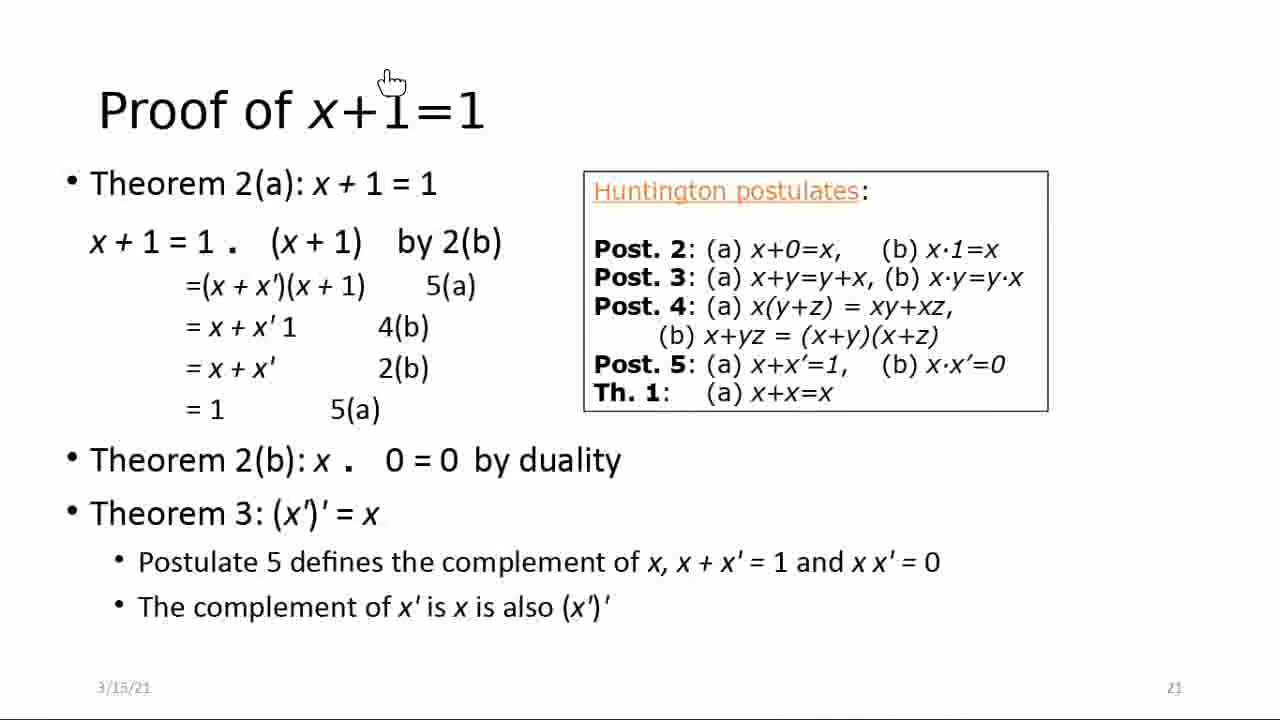 Proof of x+1=1
• Theorem 2(a): x + 1 = 1
x + 1 = 1 . (x + 1) by 2(b)
=(x + x')(x + 1) 5(a)
= x + x' 1 4(b)
= x + x' 2(b)
= 1 5(a)
• Theorem 2(b): x . 0 = 0 by duality
• Theorem 3: (x')' = x
• Postulate 5 defines the complement of x, x + x' = 1 and x x' = 0
• The complement of x' is x is also (x')'
Huntington postulates:
Post. 2: (a) x+0=x, (b) x·1=x
Post. 3: (a) x+y=y+x, (b) x·y=y·x
Post. 4: (a) x(y+z) = xy+xz,
(b) x+yz = (x+y)(x+z)
Post. 5: (a) x+x'=1, (b) x·x'=0
Th. 1: (a) x+x=x
3/15/21
21